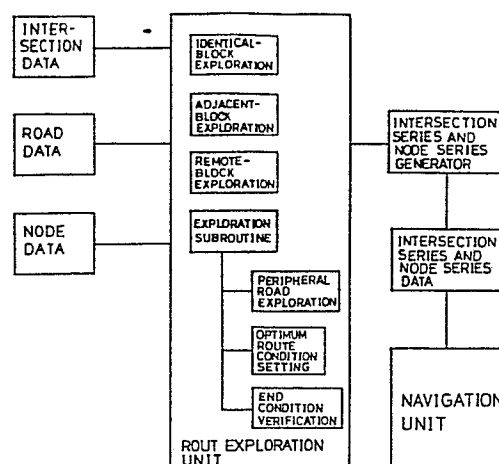 INTER-
SECTION
DATA
ROAD
DATA
NODE
DATA
IDENTICAL-
BLOCK
EXPLORATION
ADJACENT-
BLOCK
EXPLORATION
REMOTE-
BLOCK
EXPLORATION
EXPLORATION
SUBROUTINE
PERIPHERAL
ROAD
EXPLORATION
OPTIMUM
ROUTE
CONDITION
SETTING
END
CONDITION
VERIFICATION
ROUT EXPLORATION
UNIT
INTERSECTION
SERIES AND
NODE SERIES
GENERATOR
INTERSECTION
SERIES AND
NODE SERIES
DATA
NAVIGATION
UNIT